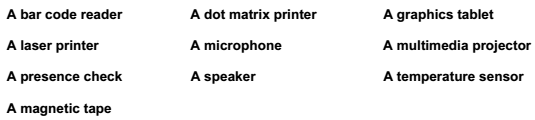 A bar code reader A dot matrix printer A graphics tablet
A laser printer A microphone A multimedia projector
A presence check A speaker A temperature sensor
A magnetic tape